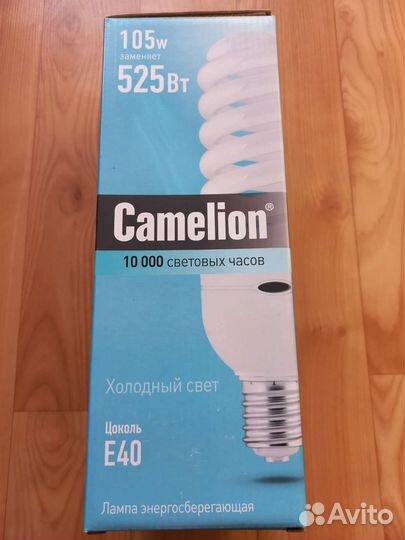 105w
заменяет
525Вт
Camelion®
10 000 световых часов
Холодный свет
Цоколь
E40
Лампа энергосберегающая
Avito